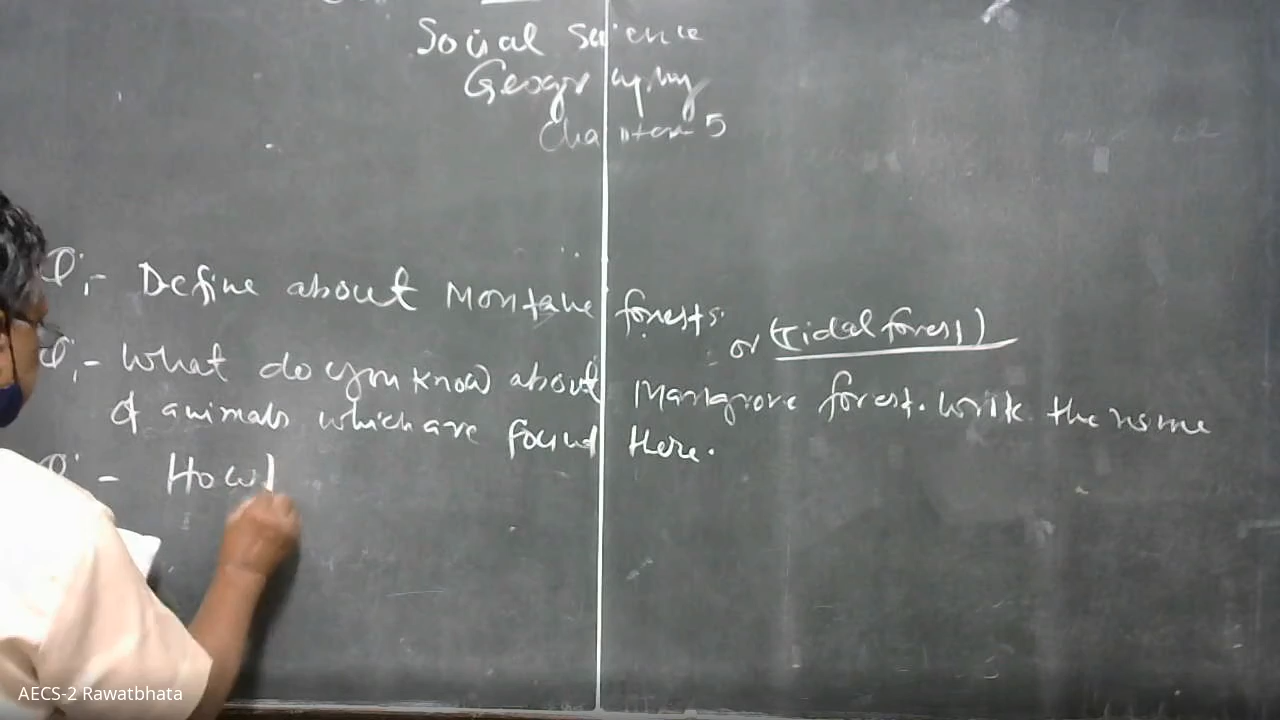 Social Science
Geography
Chapter 5
Q:- Define about Montane forests.
or (Tidal forest)
Q:- What do you know about Mangrove forest. Write the name
of animals which are found there.
Q:- How
AECS-2 Rawatbhata